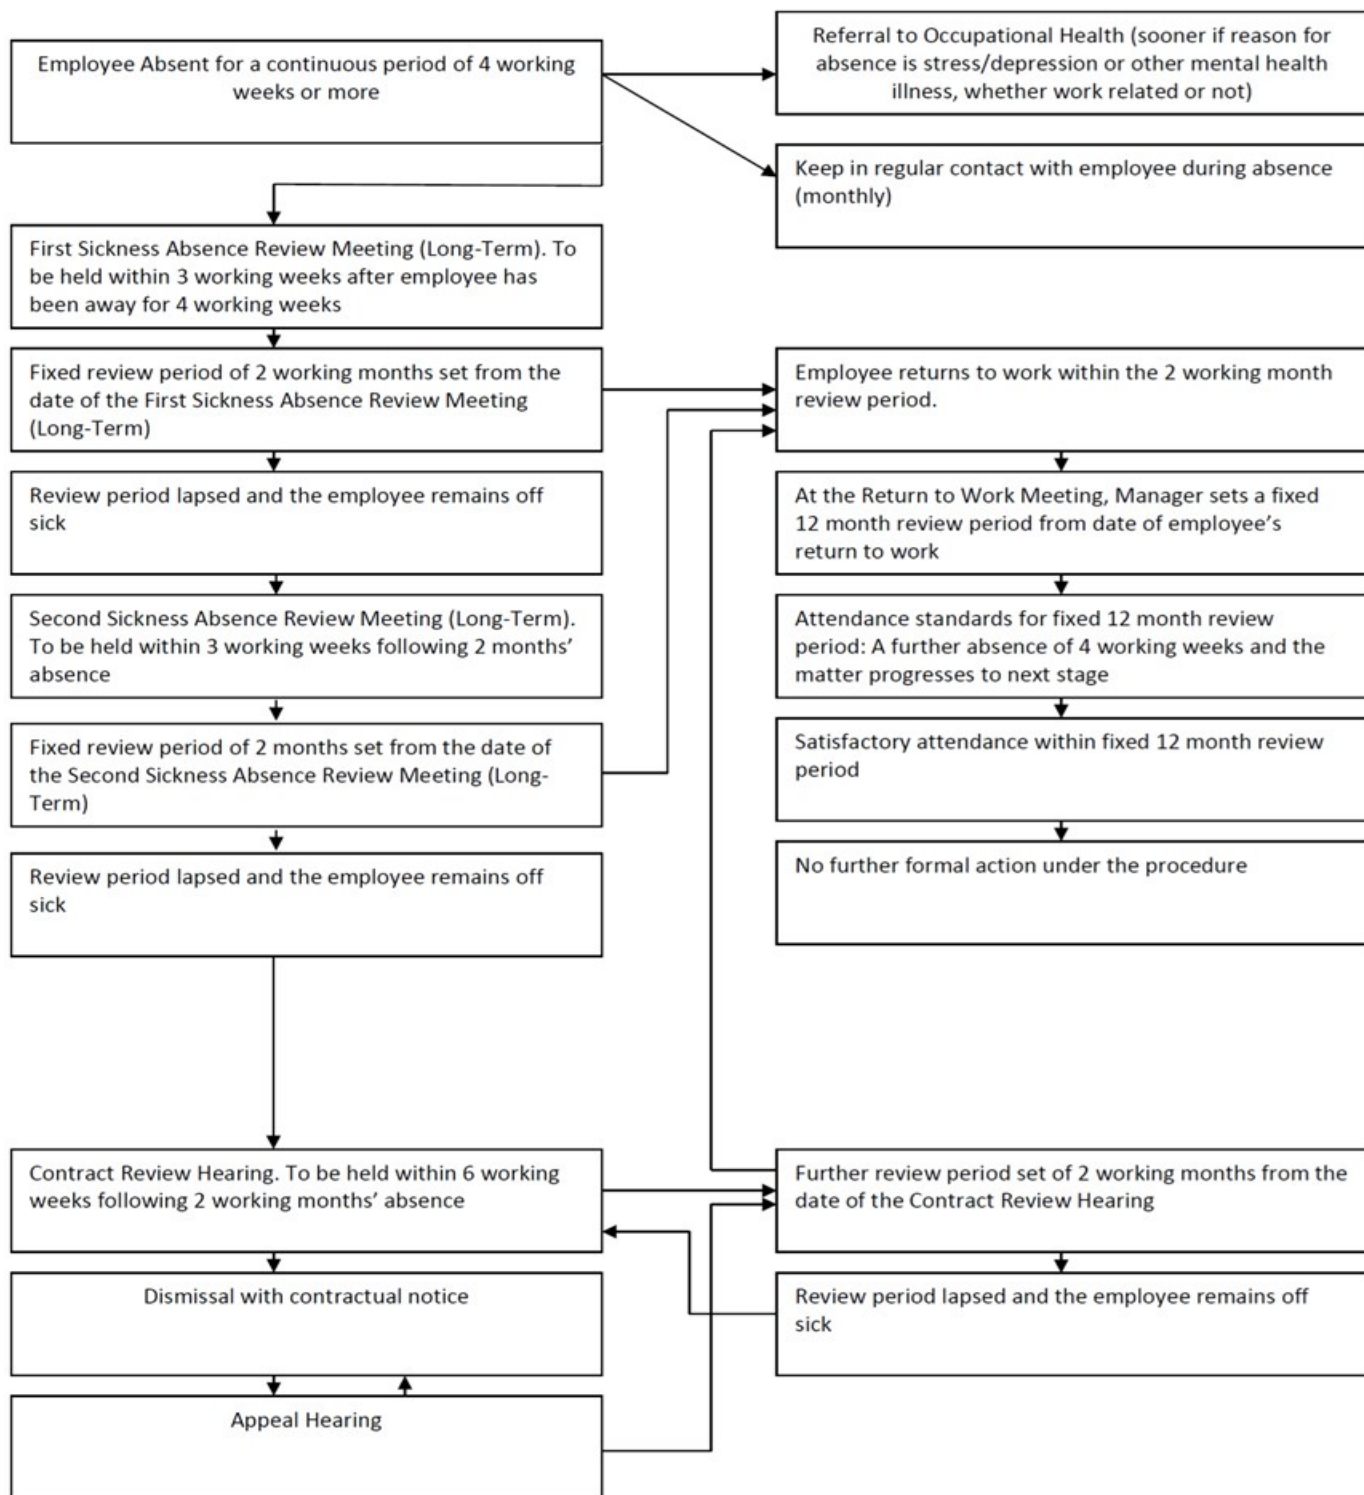 Employee Absent for a continuous period of 4 working
weeks or more
Referral to Occupational Health (sooner if reason for
absence is stress/depression or other mental health
illness, whether work related or not)
Keep in regular contact with employee during absence
(monthly)
First Sickness Absence Review Meeting (Long-Term). To
be held within 3 working weeks after employee has
been away for 4 working weeks
Fixed review period of 2 working months set from the
date of the First Sickness Absence Review Meeting
(Long-Term)
Employee returns to work within the 2 working month
review period.
Review period lapsed and the employee remains off
sick
At the Return to Work Meeting, Manager sets a fixed
12 month review period from date of employee's
return to work
Second Sickness Absence Review Meeting (Long-Term).
To be held within 3 working weeks following 2 months'
absence
Attendance standards for fixed 12 month review
period: A further absence of 4 working weeks and the
matter progresses to next stage
Fixed review period of 2 months set from the date of
the Second Sickness Absence Review Meeting (Long-
Term)
Satisfactory attendance within fixed 12 month review
period
Review period lapsed and the employee remains off
sick
No further formal action under the procedure
Contract Review Hearing. To be held within 6 working
weeks following 2 working months' absence
Further review period set of 2 working months from the
date of the Contract Review Hearing
Dismissal with contractual notice
Review period lapsed and the employee remains off
sick
Appeal Hearing